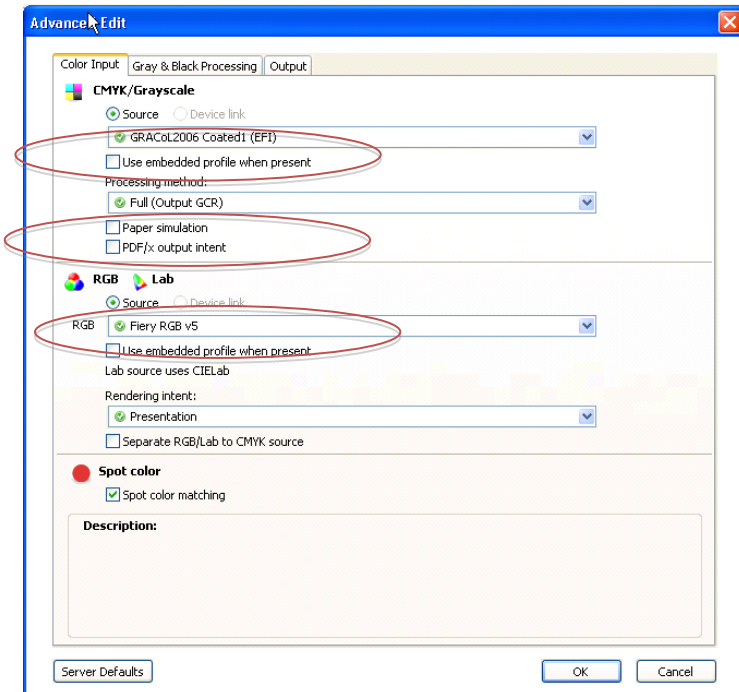 Advanced Edit
Color Input Gray & Black Processing Output
CMYK/Grayscale
Source Device link
GRACoL2006 Coated1 (EFI)
Use embedded profile when present
Processing method:
Full (Output GCR)
Paper simulation
PDF/x output intent
RGB Lab
Source Device link
RGB Fiery RGB v5
Use embedded profile when present
Lab source uses CIELab
Rendering intent:
Presentation
Separate RGB/Lab to CMYK source
Spot color
Spot color matching
Description:
Server Defaults OK Cancel